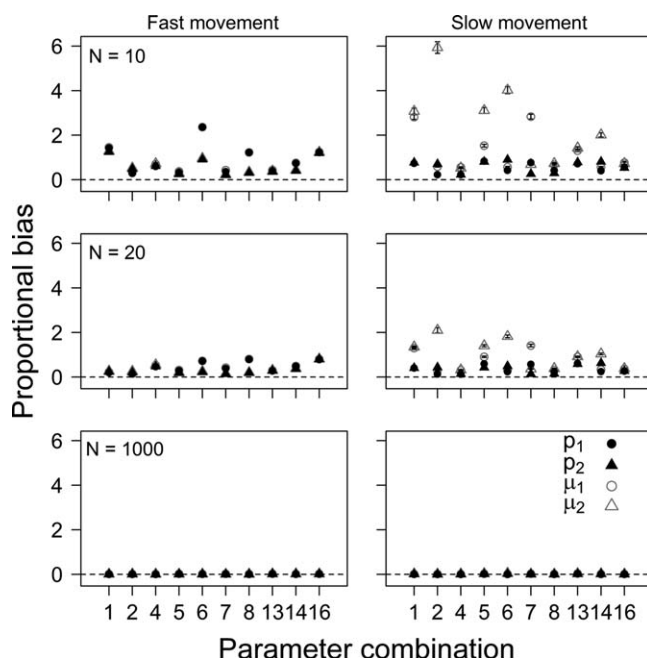 Fast movement
Slow movement
Proportional bias
N = 10
6
4
2
0
N = 20
6
4
2
0
N = 1000
6
4
2
0
p1
p2
μ1
μ2
1 2 4 5 6 7 8 13 14 16
1 2 4 5 6 7 8 13 14 16
Parameter combination